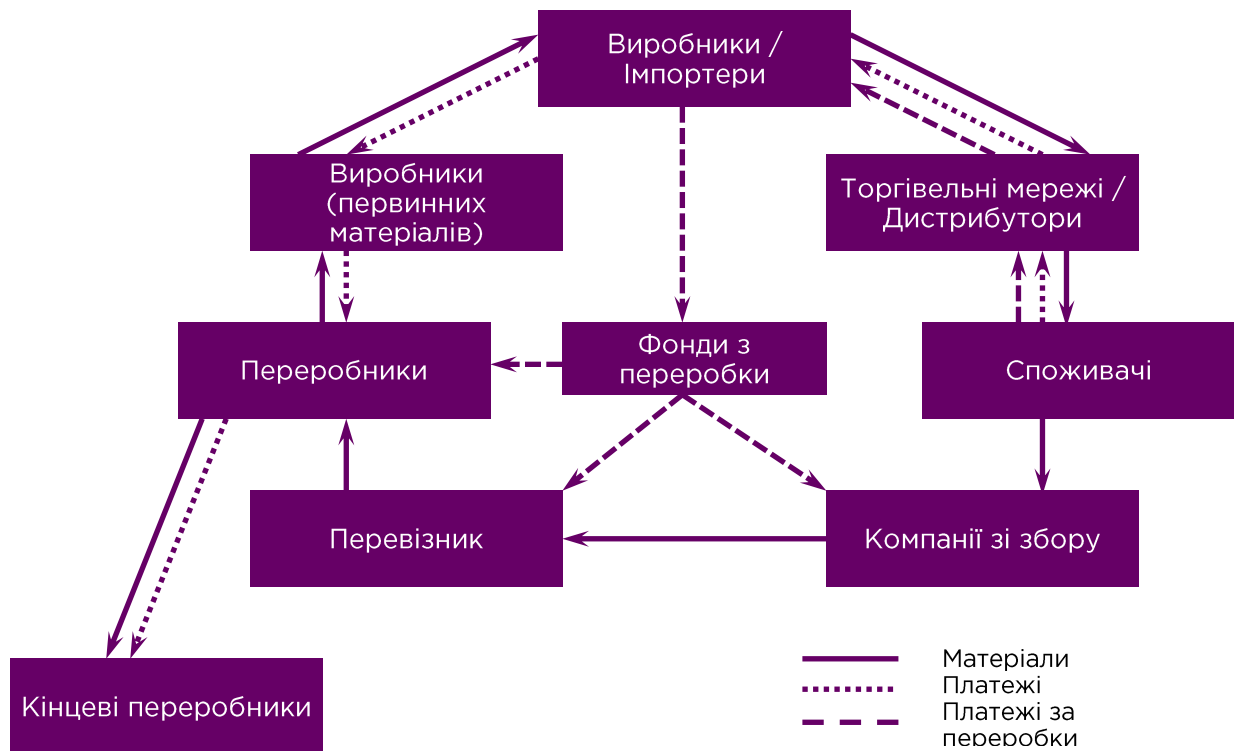 Виробники /
Імпортери
Виробники
(первинних
матеріалів)
Торгівельні мережі /
Дистрибутори
Переробники
Фонди з
переробки
Споживачі
Перевізник
Компанії зі збору
Кінцеві переробники
Матеріали
Платежі
Платежі за
переробки